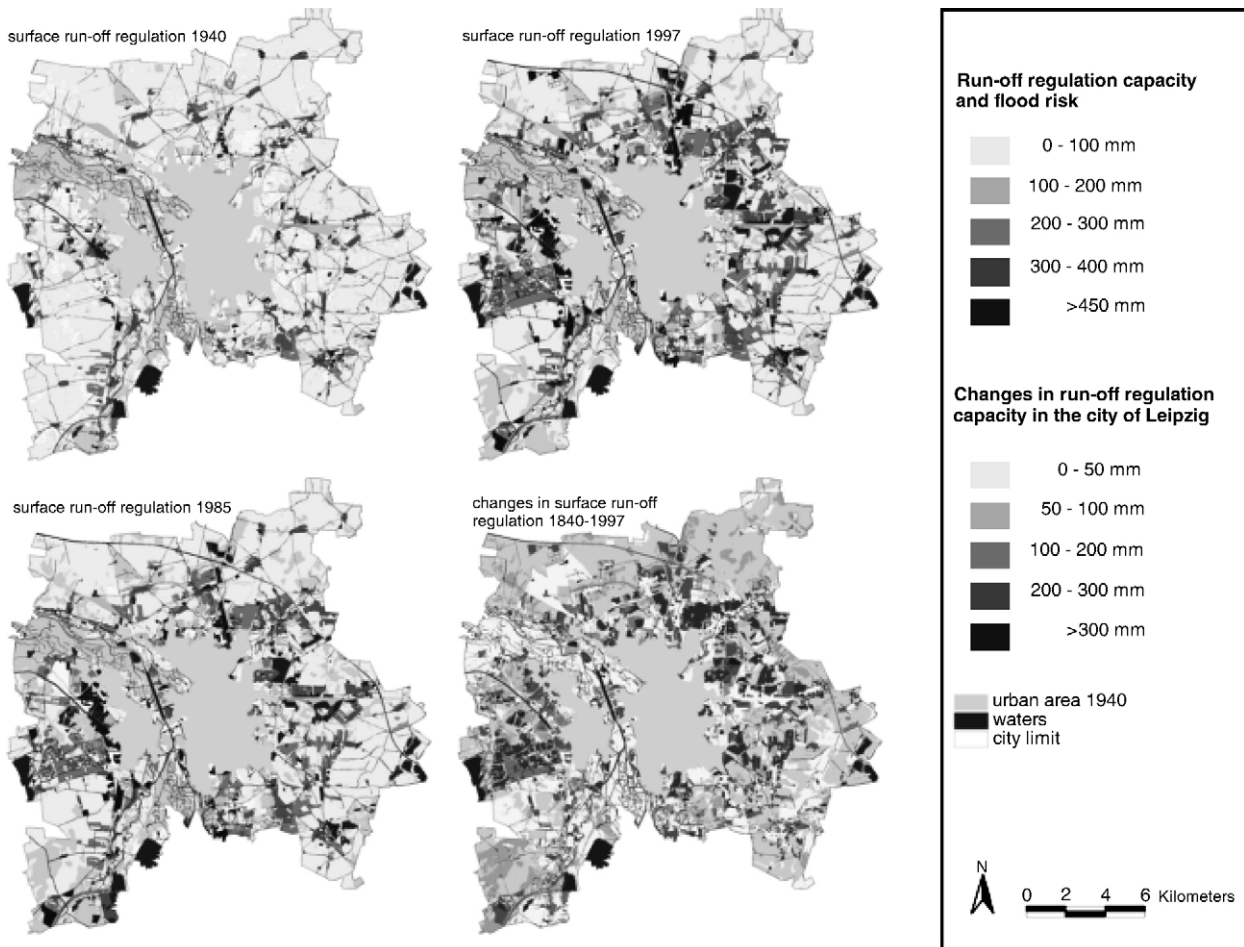 surface run-off regulation 1940
surface run-off regulation 1997
surface run-off regulation 1985
changes in surface run-off
regulation 1840-1997
Run-off regulation capacity
and flood risk
0 - 100 mm
100 - 200 mm
200 - 300 mm
300 - 400 mm
>450 mm
Changes in run-off regulation
capacity in the city of Leipzig
0 - 50 mm
50 - 100 mm
100 - 200 mm
200 - 300 mm
>300 mm
urban area 1940
waters
city limit
N
0 2 4 6 Kilometers